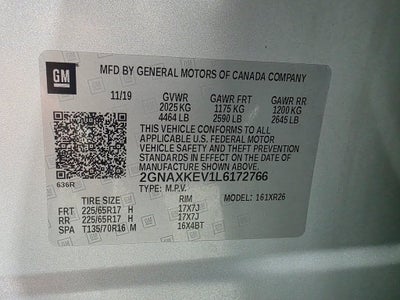 GM
MFD BY GENERAL MOTORS OF CANADA COMPANY
11/19 GVWR GAWR FRT GAWR RR
2025 KG 1175 KG 1200 KG
4464 LB 2590 LB 2645 LB
THIS VEHICLE CONFORMS TO ALL
APPLICABLE U.S. FEDERAL MOTOR
VEHICLE SAFETY AND THEFT PREVENTION
STANDARDS IN EFFECT ON THE DATE OF
MANUFACTURE SHOWN ABOVE.
636R 2GNAXKEV1L6172766
TYPE: M.P.V. MODEL: 161XR26
TIRE SIZE RIM
FRT 225/65R17 H 17X7J
RR 225/65R17 H 17X7J
SPA T135/70R16 M 16X4BT